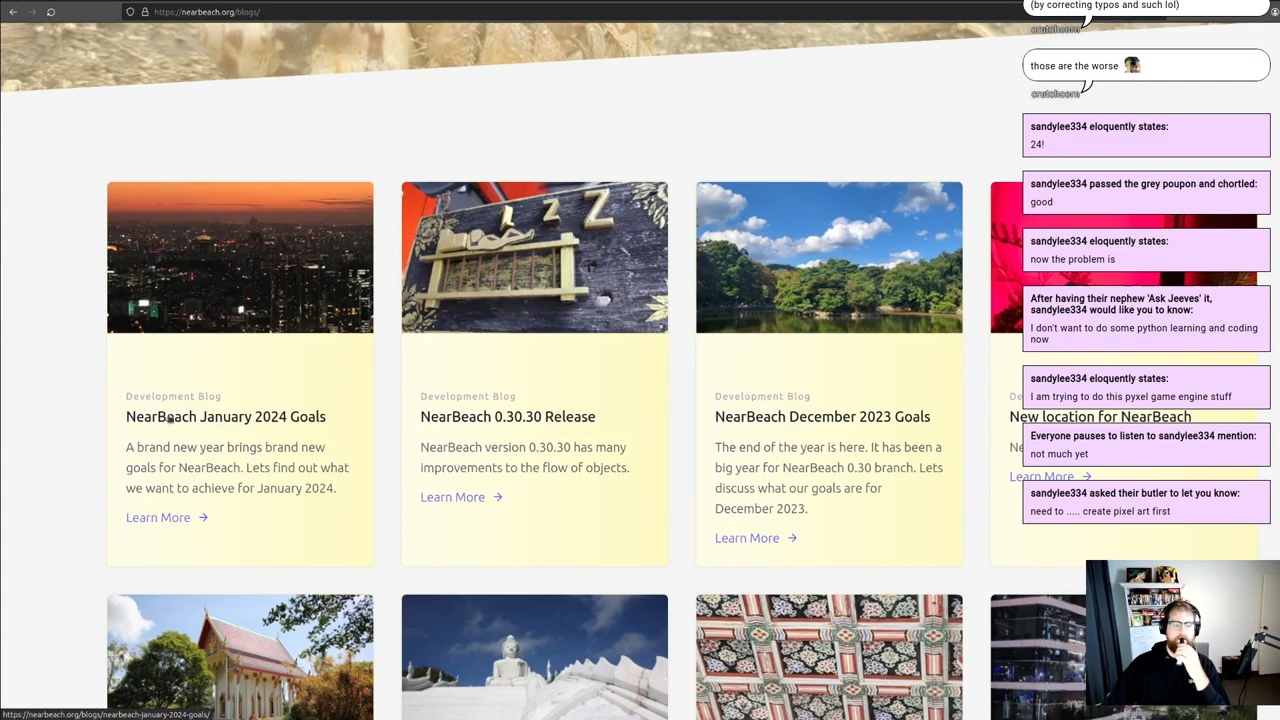 https://nearbeach.org/blogs/
(by correcting typos and such lol)
crutchcorn
those are the worse
crutchcorn
sandylee334 eloquently states:
24!
sandylee334 passed the grey poupon and chortled:
good
sandylee334 eloquently states:
now the problem is
After having their nephew 'Ask Jeeves' it,
sandylee334 would like you to know:
I don't want to do some python learning and coding
now
sandylee334 eloquently states:
I am trying to do this pyxel game engine stuff
Everyone pauses to listen to sandylee334 mention:
not much yet
sandylee334 asked their butler to let you know:
need to ..... create pixel art first
Z Z Z
Development Blog
NearBeach January 2024 Goals
A brand new year brings brand new
goals for NearBeach. Lets find out what
we want to achieve for January 2024.
Learn More
Development Blog
NearBeach 0.30.30 Release
NearBeach version 0.30.30 has many
improvements to the flow of objects.
Learn More
Development Blog
NearBeach December 2023 Goals
The end of the year is here. It has been a
big year for NearBeach 0.30 branch. Lets
discuss what our goals are for
December 2023.
Learn More
New location for NearBeach
Learn More
https://nearbeach.org/blogs/nearbeach-january-2024-goals/